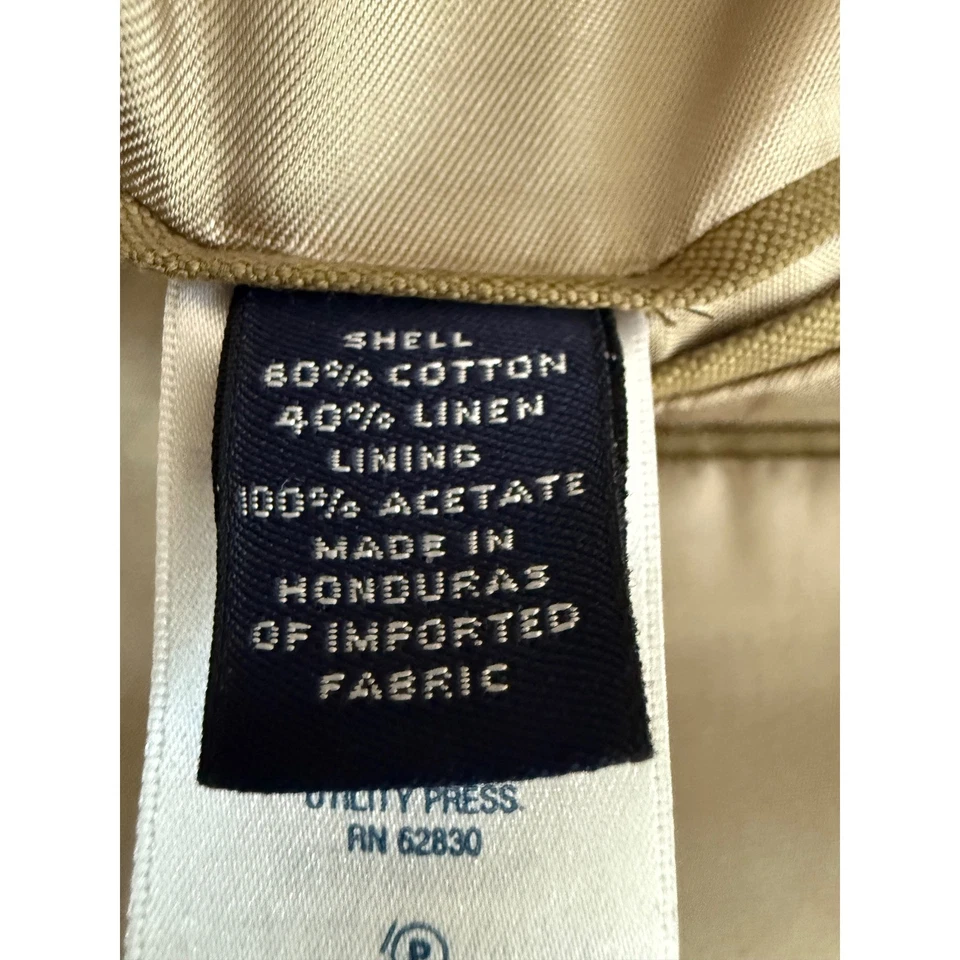 SHELL
60% COTTON
40% LINEN
LINING
100% ACETATE
MADE IN
HONDURAS
OF IMPORTED
FABRIC
UTILITY PRESS.
RN 62830
P